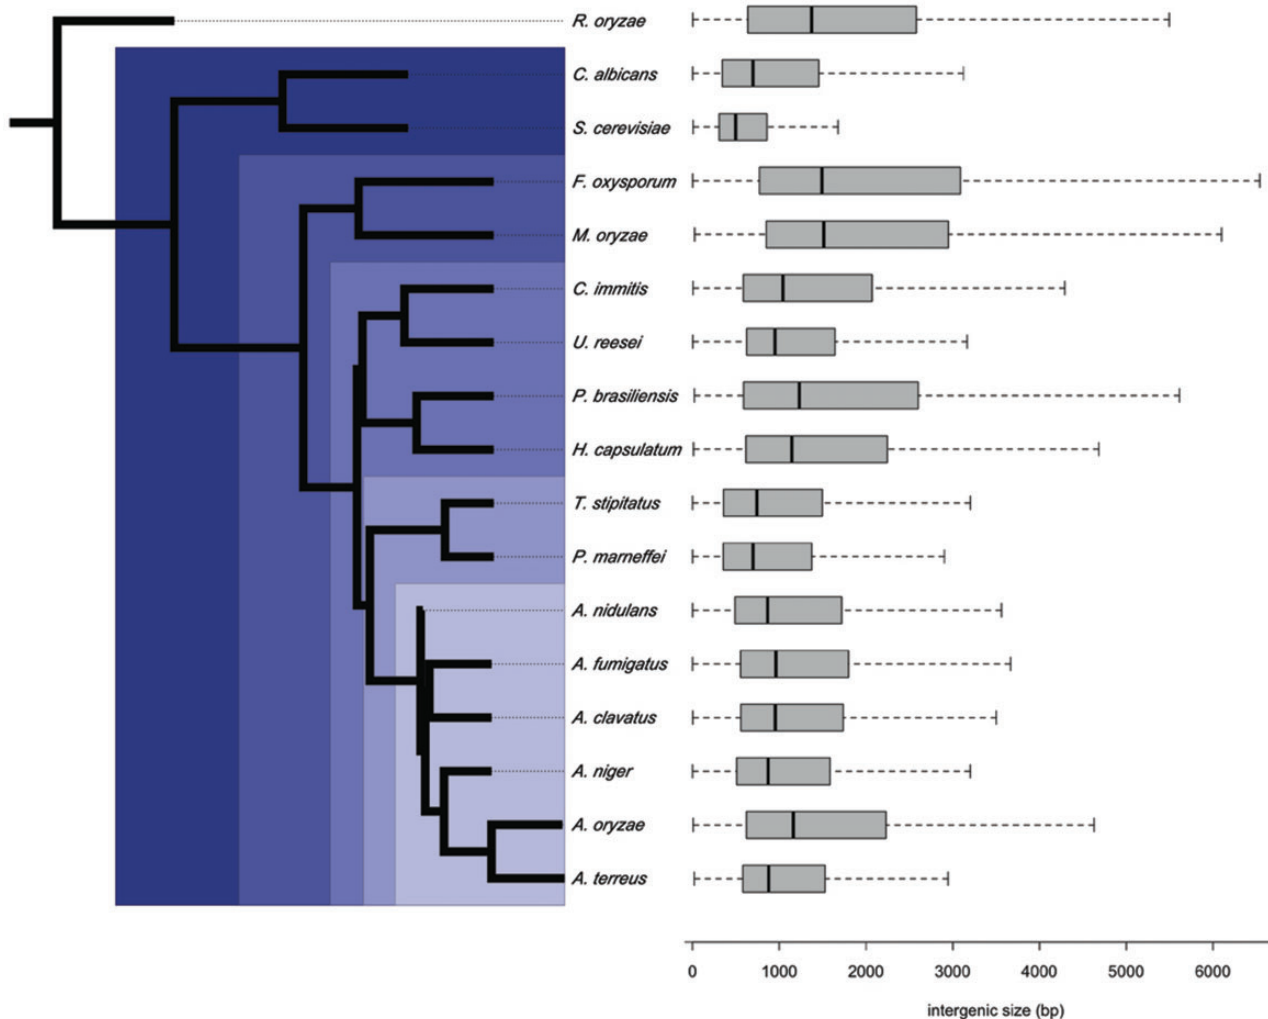 R. oryzae
C. albicans
S. cerevisiae
F. oxysporum
M. oryzae
C. immitis
U. reesei
P. brasiliensis
H. capsulatum
T. stipitatus
P. marneffei
A. nidulans
A. fumigatus
A. clavatus
A. niger
A. oryzae
A. terreus
0 1000 2000 3000 4000 5000 6000
intergenic size (bp)